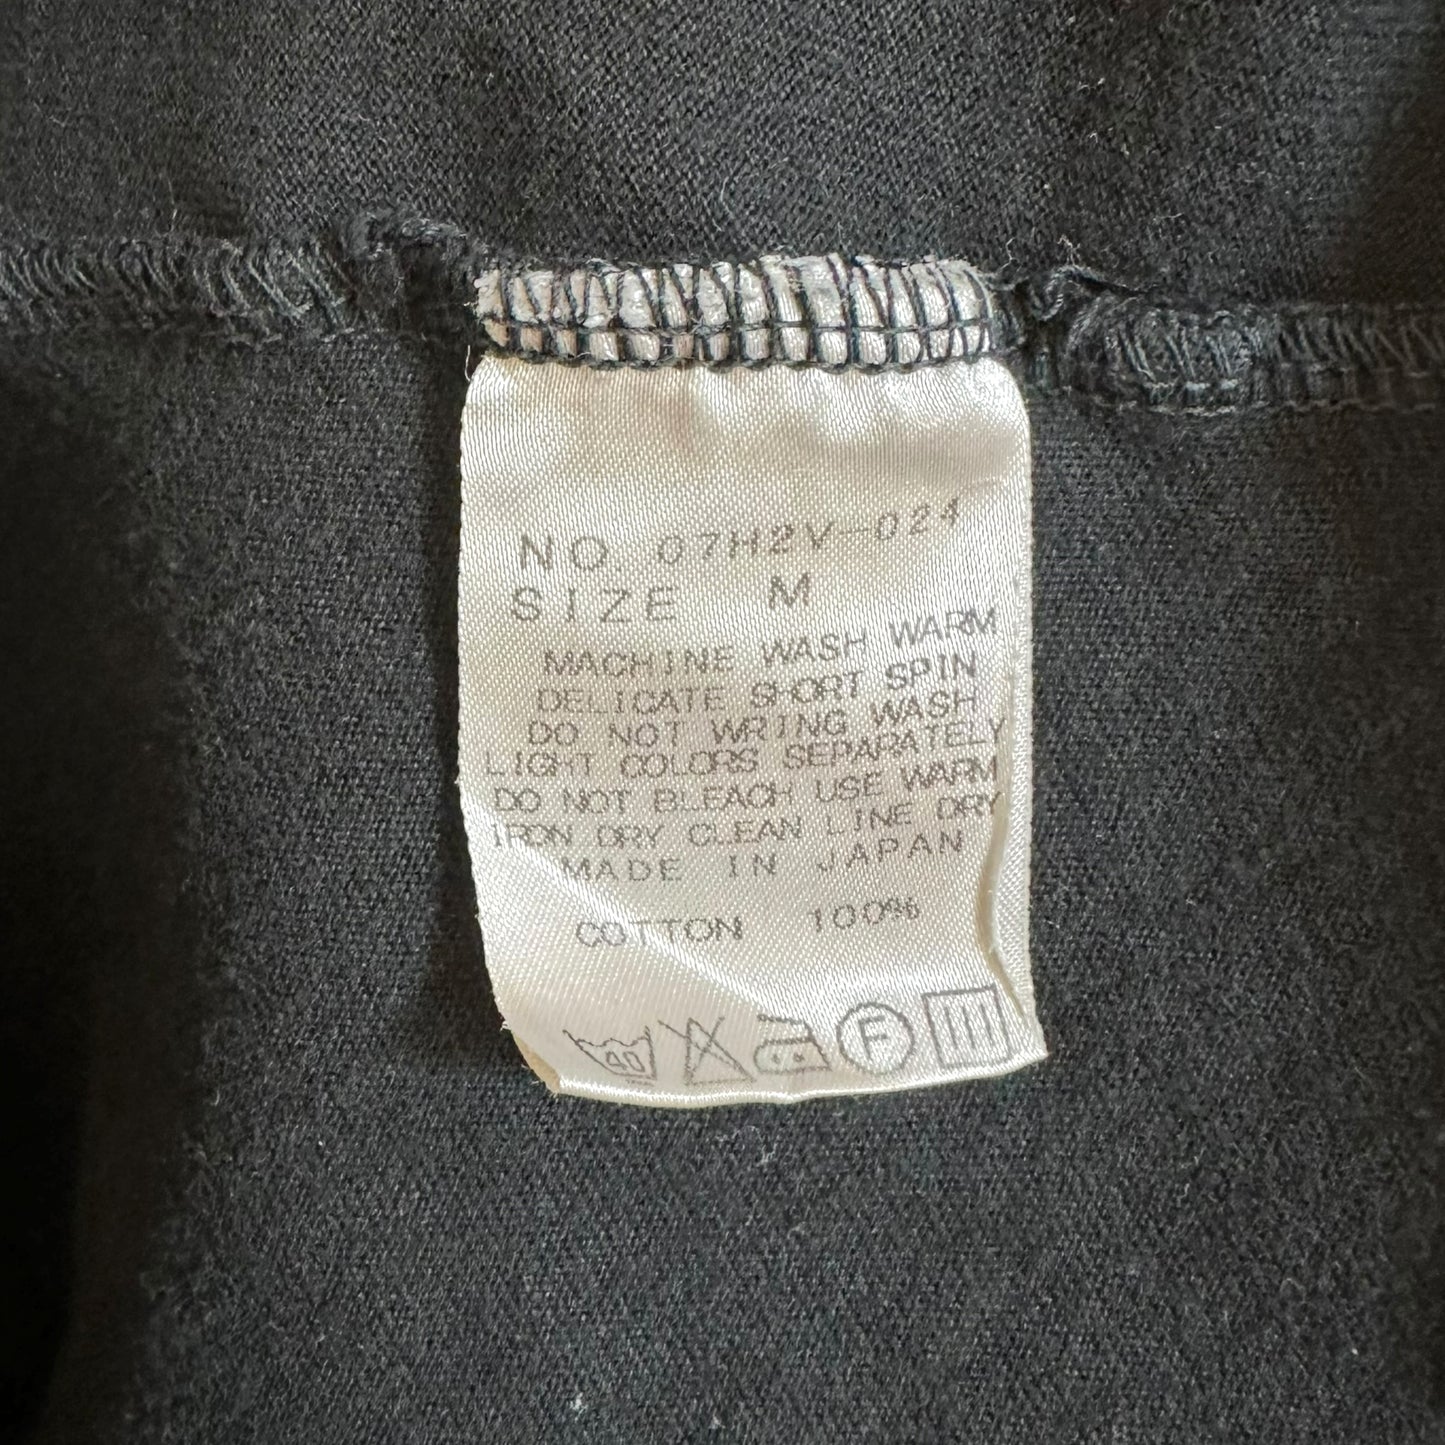 NO. 07H2V-024
SIZE M
MACHINE WASH WARM
DELICATE SHORT SPIN
DO NOT WRING WASH
LIGHT COLORS SEPARATELY
DO NOT BLEACH USE WARM
IRON DRY CLEAN LINE DRY
MADE IN JAPAN
COTTON 100%
40 F